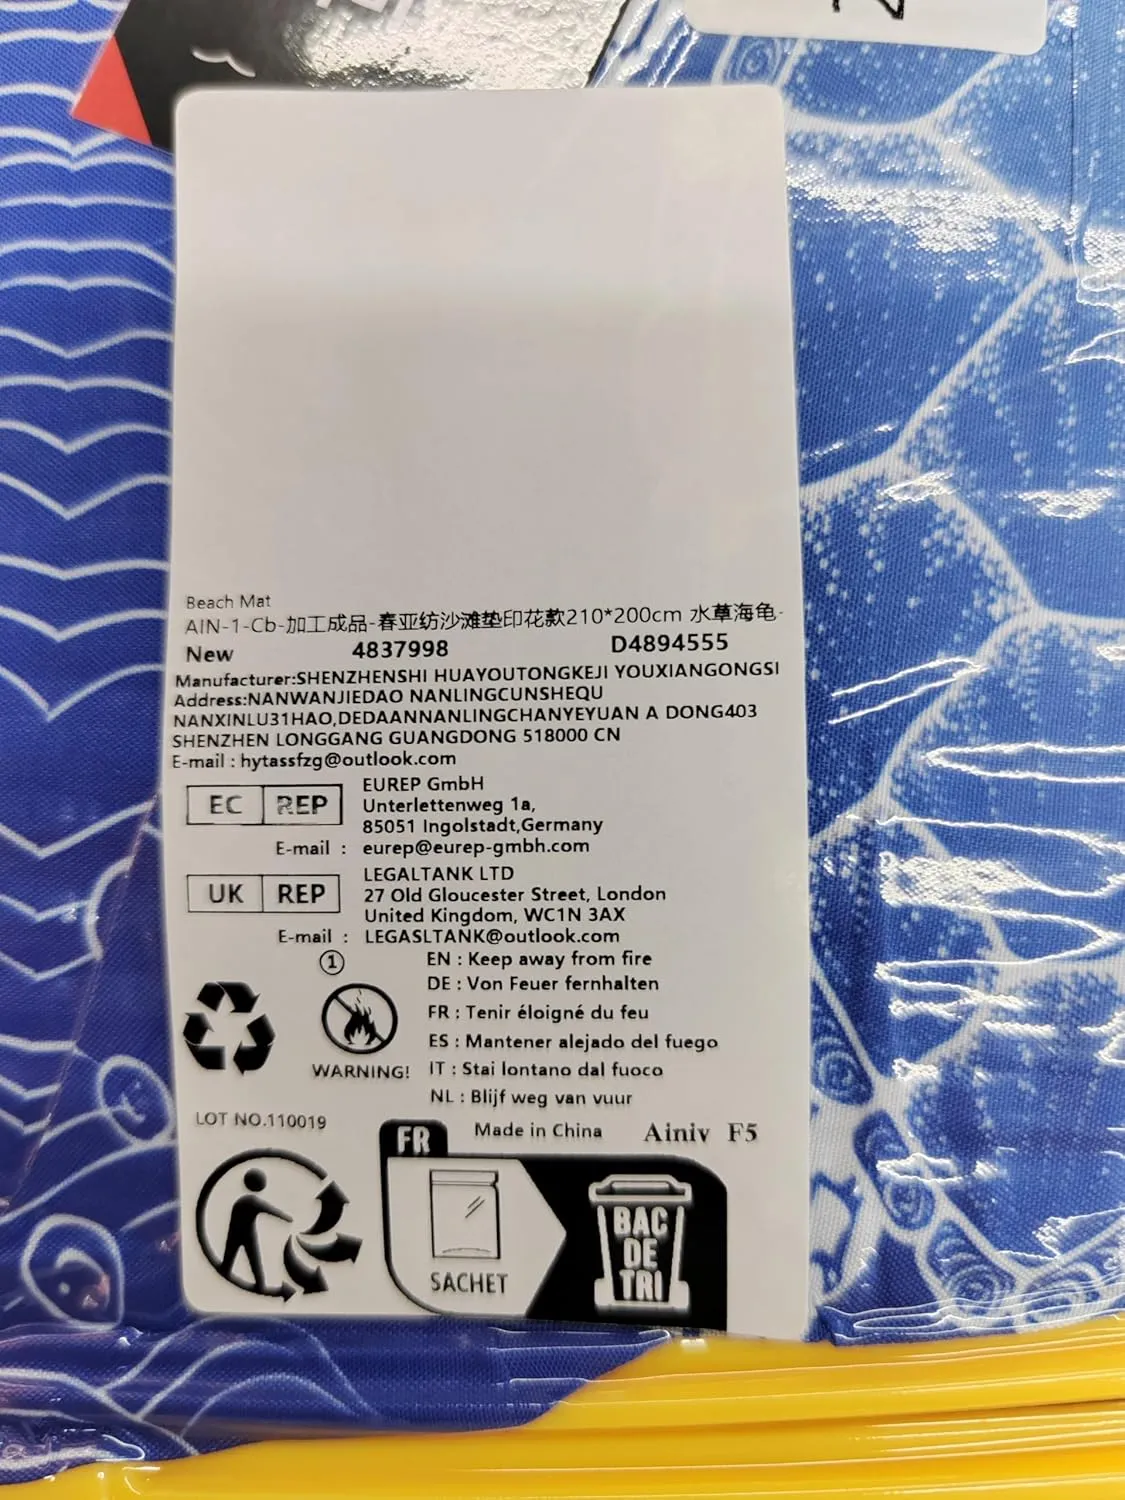 Beach Mat
AIN-1-Cb-加工成品-春亚纺沙滩垫印花款210*200cm 水草海龟-
New 4837998 D4894555
Manufacturer:SHENZHENSHI HUAYOUTONGKEJI YOUXIANGONGSI
Address:NANWANJIEDAO NANLINGCUNSHEQU
NANXINLU31HAO,DEDAANNANLINGCHANYEYUAN A DONG403
SHENZHEN LONGGANG GUANGDONG 518000 CN
E-mail : hytassfzg@outlook.com
EC REP
EUREP GmbH
Unterlettenweg 1a,
85051 Ingolstadt,Germany
E-mail : eurep@eurep-gmbh.com
UK REP
LEGALTANK LTD
27 Old Gloucester Street, London
United Kingdom, WC1N 3AX
E-mail : LEGASLTANK@outlook.com
①
WARNING!
EN : Keep away from fire
DE : Von Feuer fernhalten
FR : Tenir éloigné du feu
ES : Mantener alejado del fuego
IT : Stai lontano dal fuoco
NL : Blijf weg van vuur
LOT NO.110019
Made in China Ainiv F5
FR
SACHET
BAC
DE
TRI